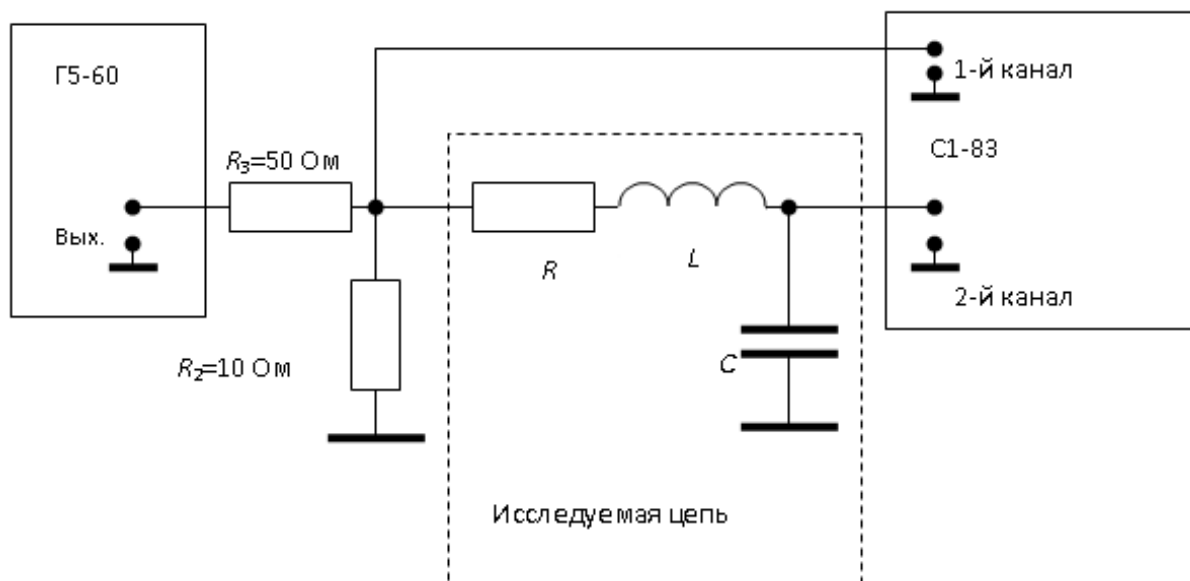 Г5-60
1-й канал
С1-83
R3=50 Ом
Вых.
R
L
2-й канал
R2=10 Ом
C
Исследуемая цепь